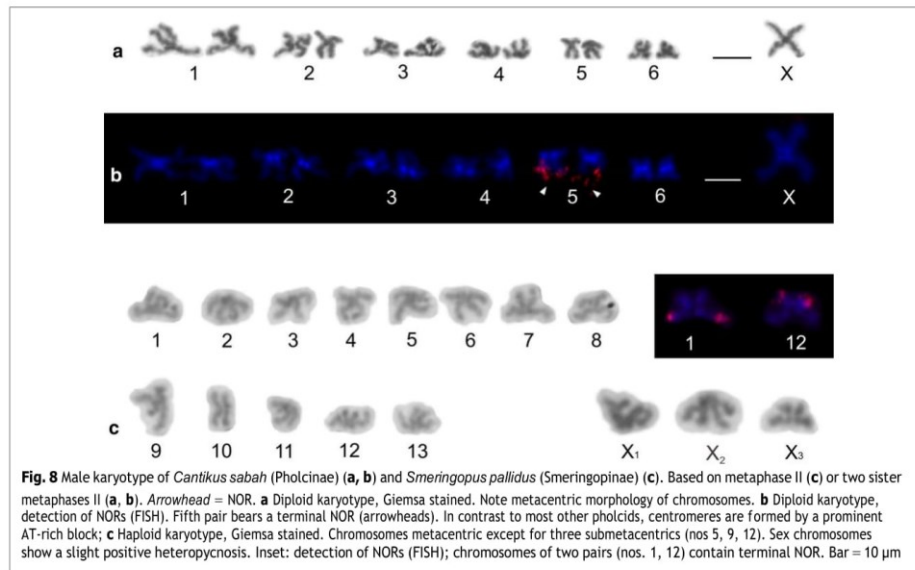 a
1 2 3 4 5 6 X
b
1 2 3 4 5 6 X
1 2 3 4 5 6 7 8
1 12
c
9 10 11 12 13 X₁ X₂ X₃
Fig. 8 Male karyotype of Cantikus sabah (Pholcinae) (a, b) and Smeringopus pallidus (Smeringopinae) (c). Based on metaphase II (c) or two sister
metaphases II (a, b). Arrowhead = NOR. a Diploid karyotype, Giemsa stained. Note metacentric morphology of chromosomes. b Diploid karyotype,
detection of NORs (FISH). Fifth pair bears a terminal NOR (arrowheads). In contrast to most other pholcids, centromeres are formed by a prominent
AT-rich block; c Haploid karyotype, Giemsa stained. Chromosomes metacentric except for three submetacentrics (nos 5, 9, 12). Sex chromosomes
show a slight positive heteropycnosis. Inset: detection of NORs (FISH); chromosomes of two pairs (nos. 1, 12) contain terminal NOR. Bar = 10 μm